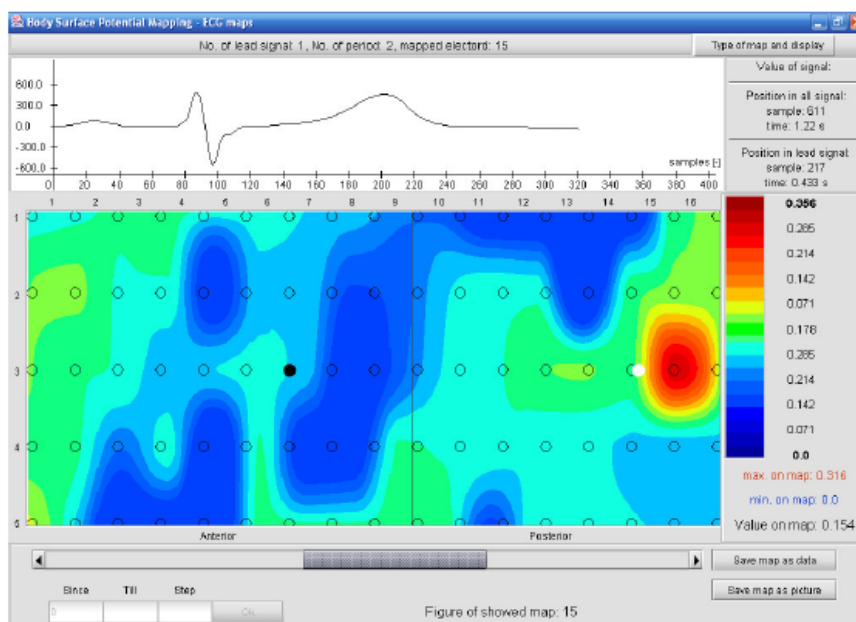 Body Surface Potential Mapping - ECG maps
No. of lead signal: 1, No. of period: 2, mapped electord: 15
Type of map and display
Value of signal:
600.0
300.0
0.0
-300.0
-600.0
samples [-]
0 20 40 60 80 100 120 140 160 180 200 220 240 260 280 300 320 340 360 380 400
Position in all signal:
sample: 611
time: 1.22 s
Position in lead signal:
sample: 217
time: 0.433 s
1 2 3 4 5 6 7 8 9 10 11 12 13 14 15 16
1
2
3
4
5
0.356
0.285
0.214
0.142
0.071
0.178
0.285
0.214
0.142
0.071
0.0
max. on map: 0.316
min. on map: 0.0
Value on map: 0.154
Anterior Posterior
Save map as data
Since Till Step
0 Ok
Save map as picture
Figure of showed map: 15